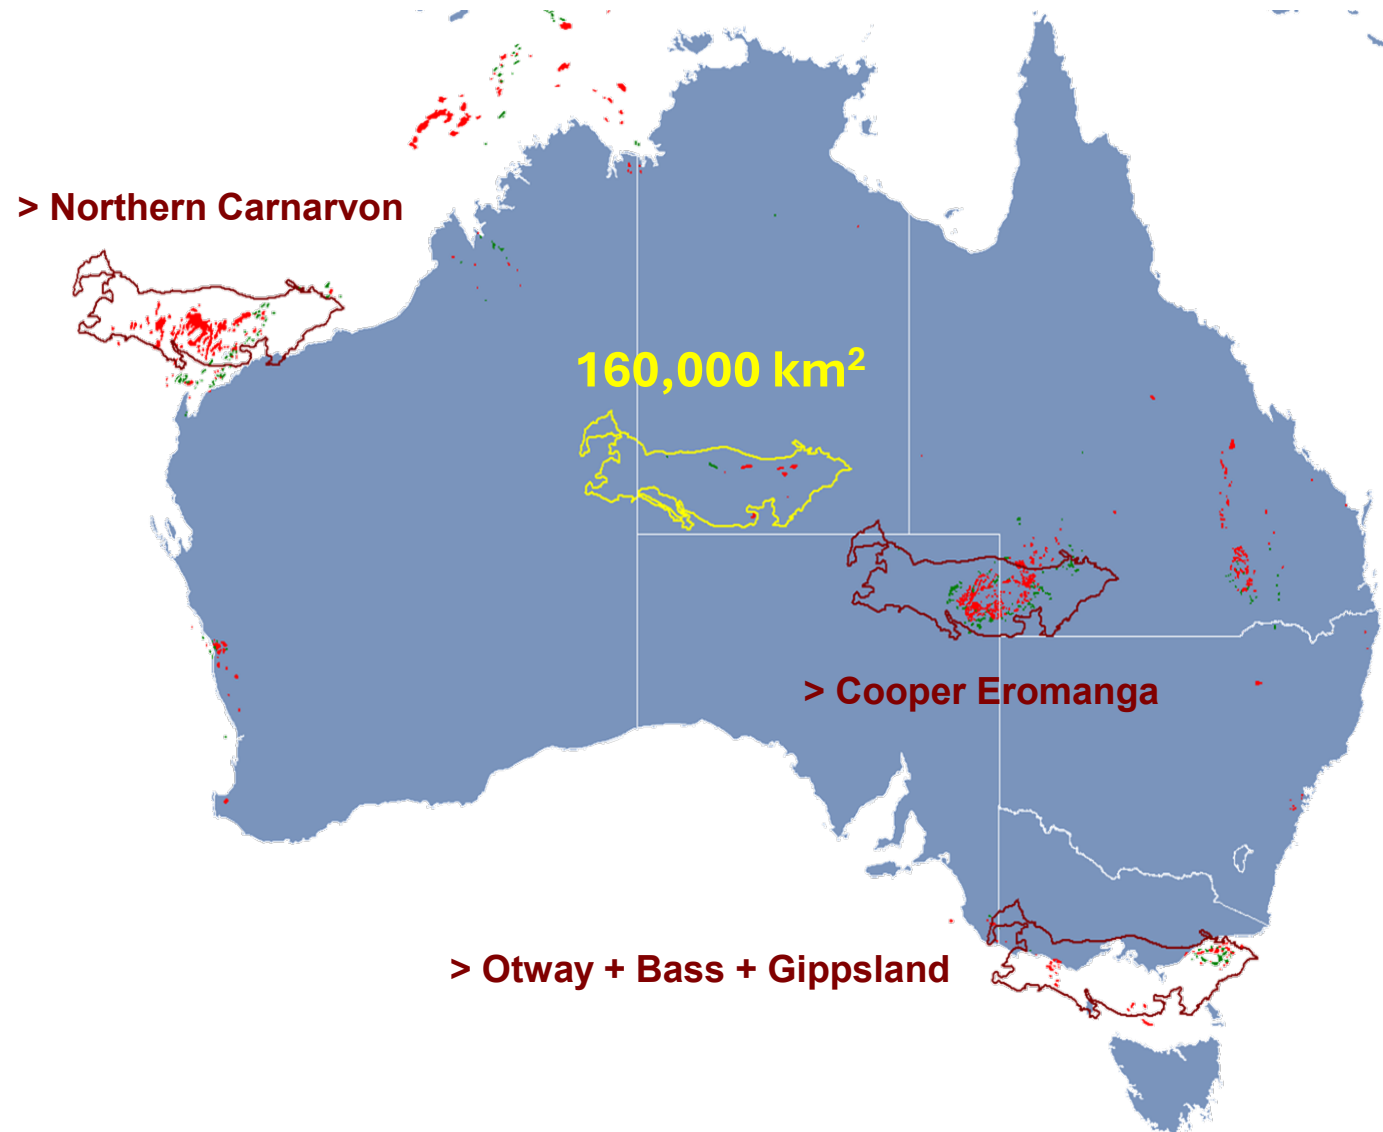 > Northern Carnarvon
160,000 km²
> Cooper Eromanga
> Otway + Bass + Gippsland